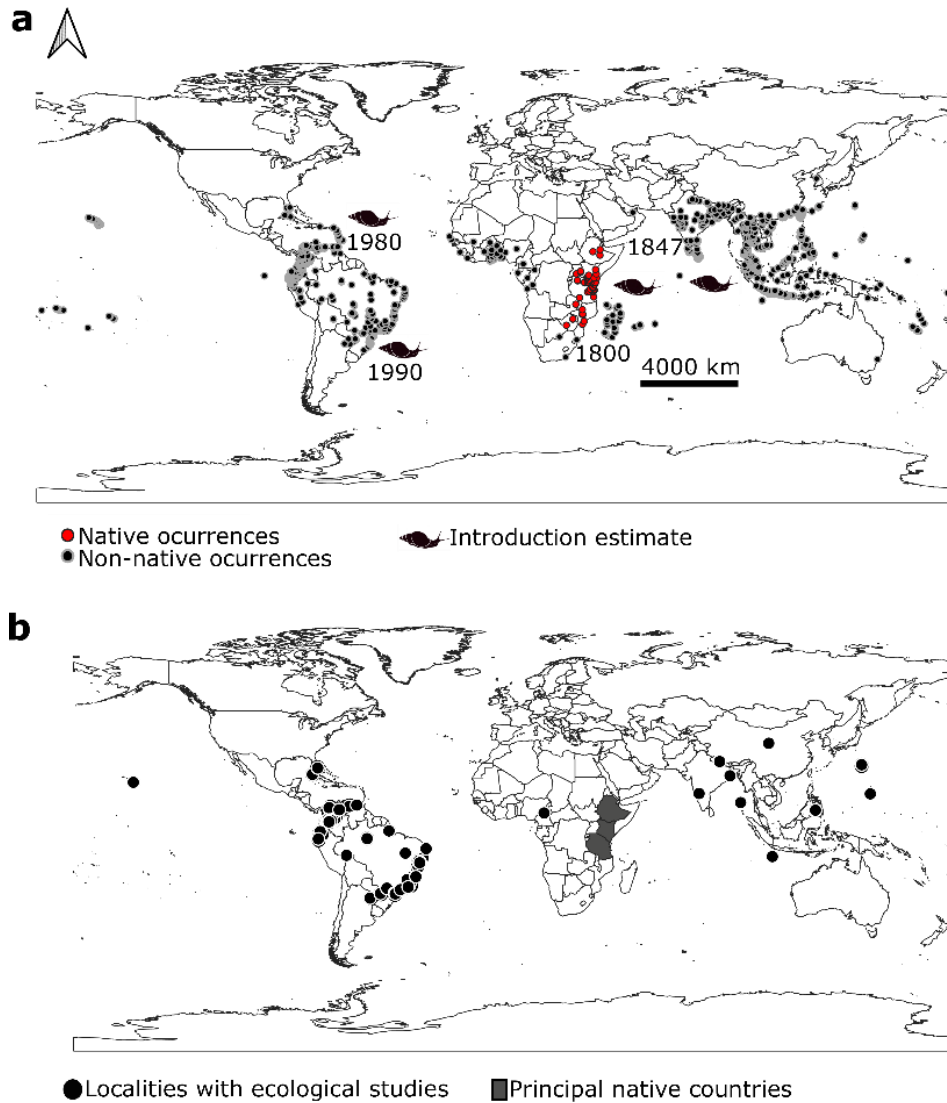 a
1980
1847
1990
1800
4000 km
Native ocurrences
Introduction estimate
Non-native ocurrences
b
Localities with ecological studies
Principal native countries